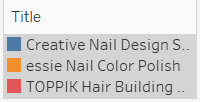 Title
Creative Nail Design S..
essie Nail Color Polish
TOPPIK Hair Building ..